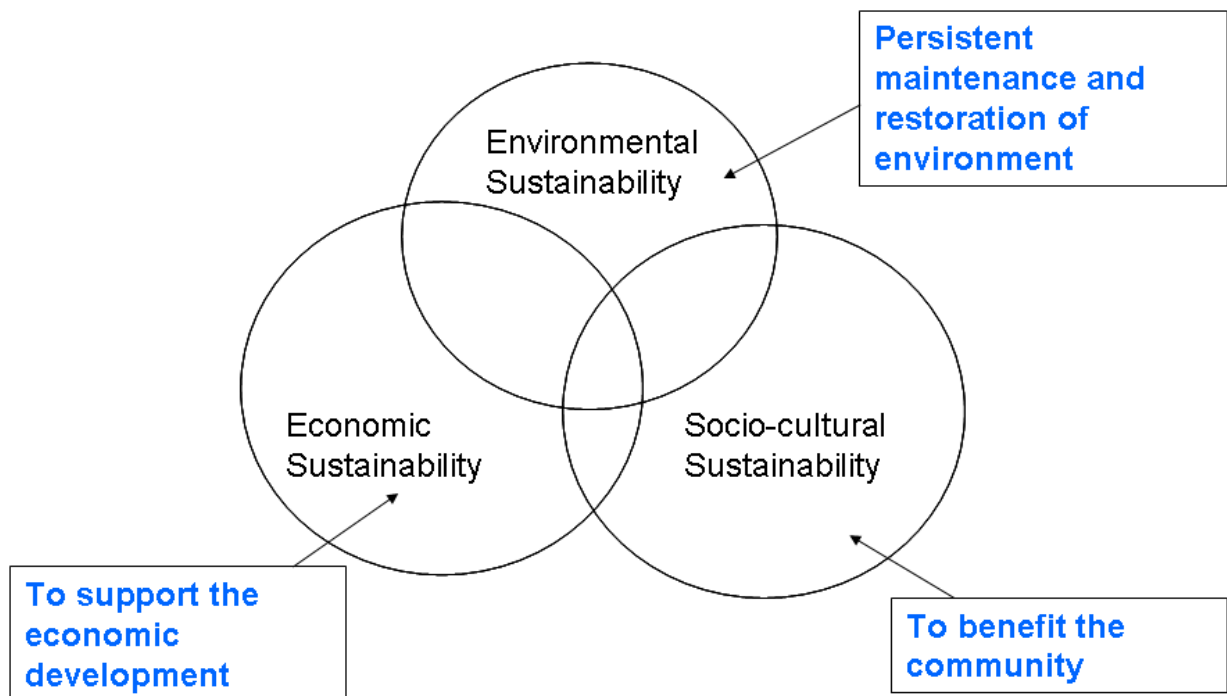 Persistent
maintenance and
restoration of
environment
Environmental
Sustainability
Economic
Sustainability
Socio-cultural
Sustainability
To support the
economic
development
To benefit the
community